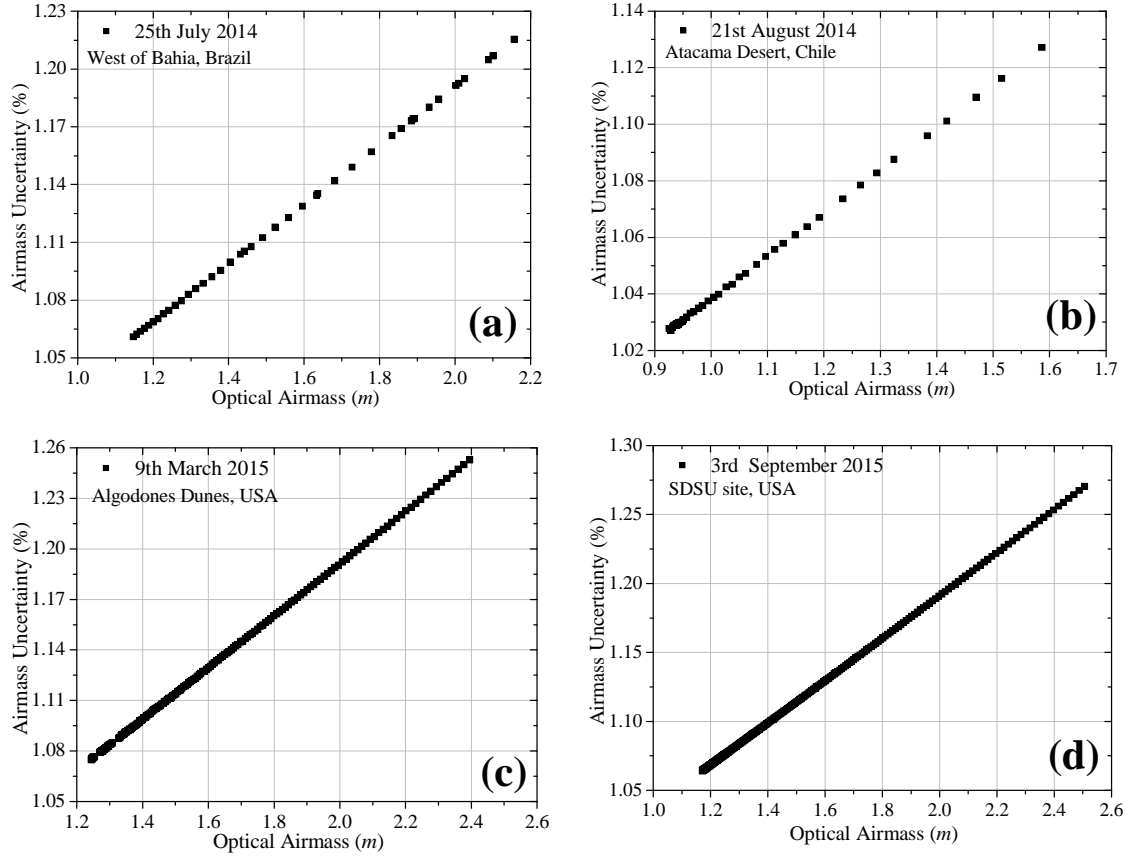 1.23
25th July 2014
West of Bahia, Brazil
1.20
1.17
1.14
1.11
1.08
1.05
Airmass Uncertainty (%)
(a)
1.0 1.2 1.4 1.6 1.8 2.0 2.2
Optical Airmass (m)
1.14
21st August 2014
Atacama Desert, Chile
1.12
1.10
1.08
1.06
1.04
1.02
Airmass Uncertainty (%)
(b)
0.9 1.0 1.1 1.2 1.3 1.4 1.5 1.6 1.7
Optical Airmass (m)
1.26
9th March 2015
Algodones Dunes, USA
1.23
1.20
1.17
1.14
1.11
1.08
1.05
Airmass Uncertainty (%)
(c)
1.2 1.4 1.6 1.8 2.0 2.2 2.4 2.6
Optical Airmass (m)
1.30
3rd September 2015
SDSU site, USA
1.25
1.20
1.15
1.10
1.05
Airmass Uncertainty (%)
(d)
1.0 1.2 1.4 1.6 1.8 2.0 2.2 2.4 2.6
Optical Airmass (m)